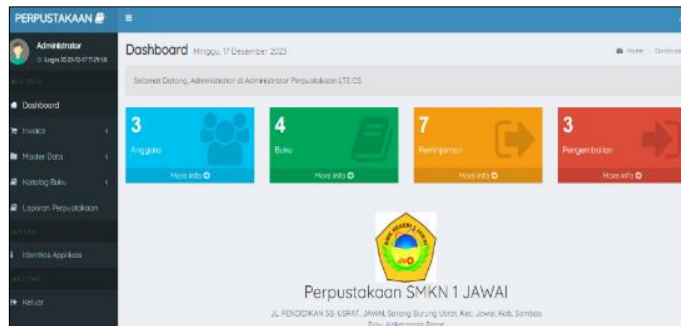 PERPUSTAKAAN
Administrator
Dashboard Minggu, 17 Desember 2023
Home
Selamat Datang, Administrator di Administrator Perpustakaan LTE CS
Dashboard
Invoice
Master Data
Katalog Buku
Laporan Perpustakaan
Identitas Applikasi
Keluar
3
Anggota
More info
4
Buku
More info
7
Peminjaman
More info
3
Pengembalian
More info
Perpustakaan SMKN 1 JAWAI
JL. PENDIDIKAN SB. USRAT, JAWAI, Sarang Burung Usrat, Kec. Jawai, Kab. Sambas